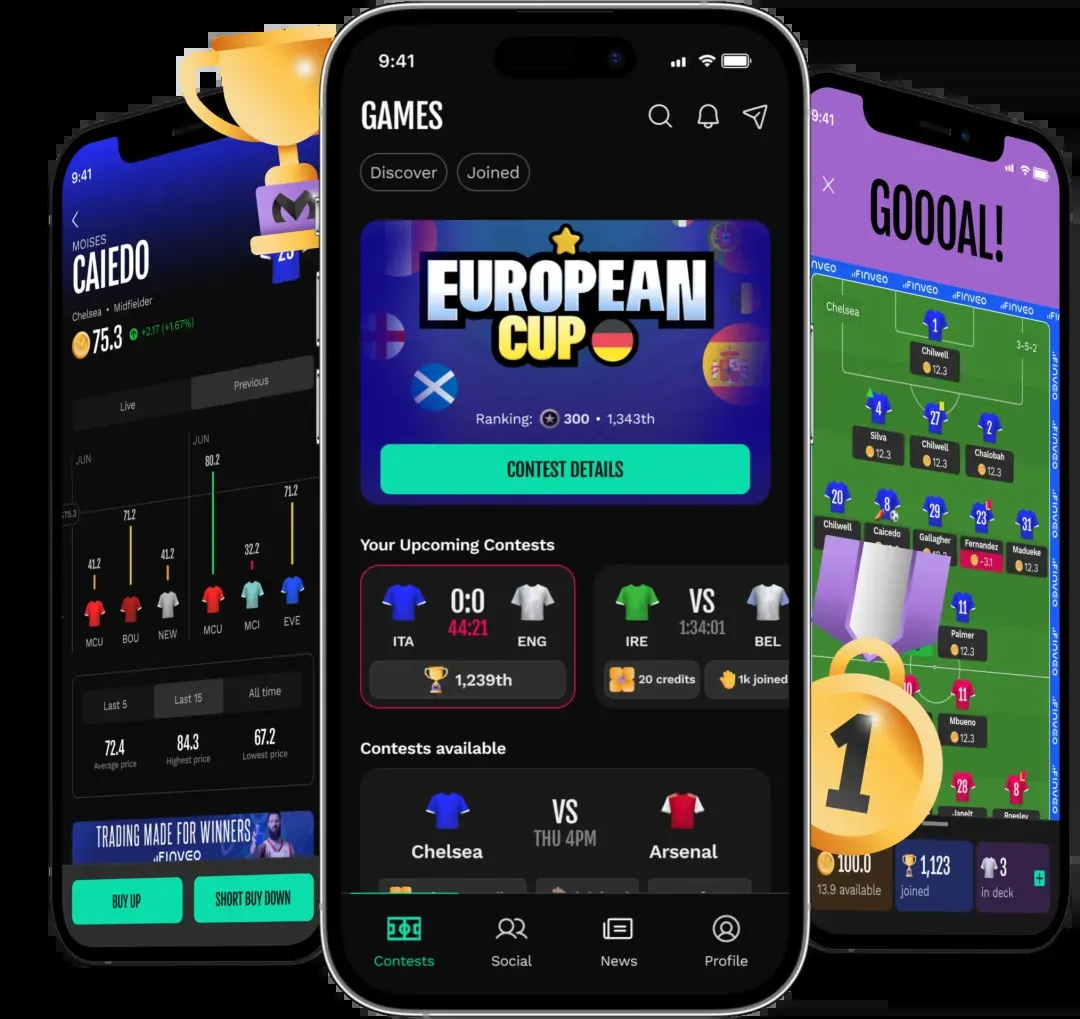 9:41
MOISES
CAIEDO
Chelsea • Midfielder
75.3 +2.17 (+1.67%)
Live Previous
JUN JUN
80.2
71.2 71.2
41.2 41.2 32.2
MCU BOU NEW MCU MCI EVE
Last 5 Last 15 All time
72.4 84.3 67.2
Average price Highest price Lowest price
TRADING MADE FOR WINNERS
FINVEO
BUY UP SHORT BUY DOWN
9:41
GAMES
Discover Joined
EUROPEAN
CUP
Ranking: 300 • 1,343th
CONTEST DETAILS
Your Upcoming Contests
0:0
44:21
ITA ENG
1,239th
VS
1:34:01
IRE BEL
20 credits 1k joined
Contests available
VS
THU 4PM
Chelsea Arsenal
Contests Social News Profile
9:41
GOOOAL!
FINVEO FINVEO FINVEO FINVEO
Chelsea
3-5-2
1
Chilwell
12.3
4 27 2
Silva Chilwell Chalobah
12.3 12.3 12.3
20 8 29 23 31
Chilwell Caicedo Gallagher Fernandez Madueke
-3.1 12.3
11
Palmer
12.3
11
Mbueno
12.3
28 8
1
100.0 1,123 3
13.9 available joined in deck